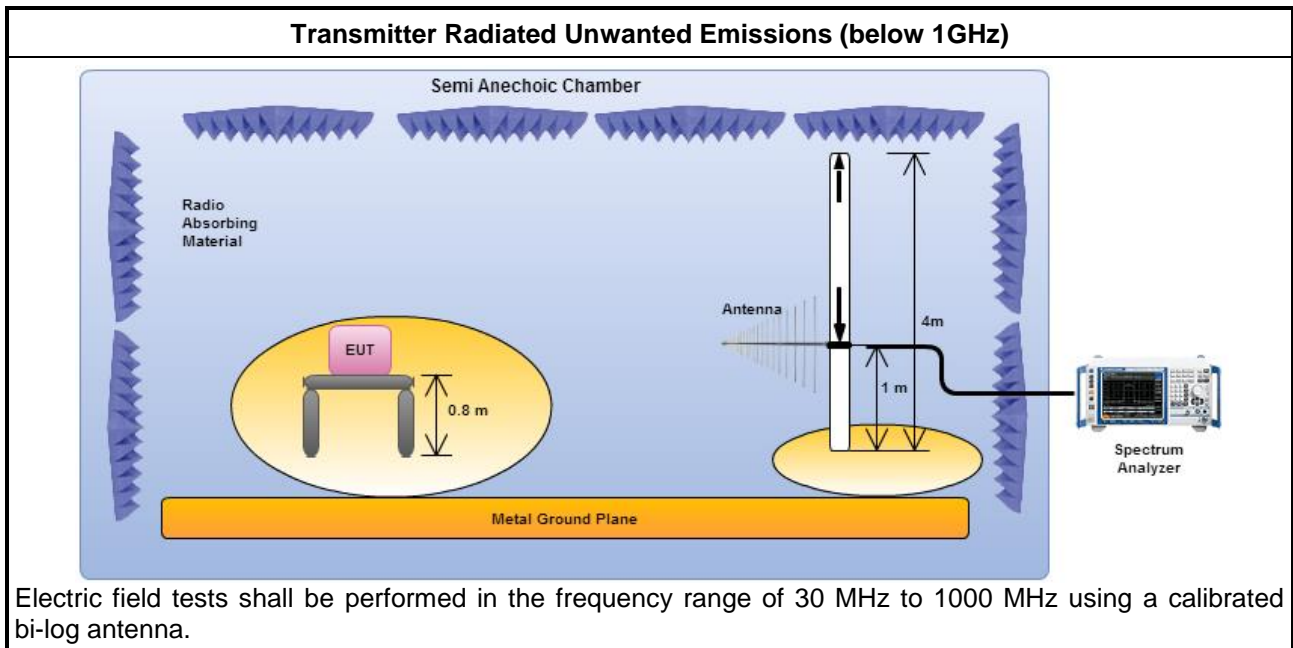 Transmitter Radiated Unwanted Emissions (below 1GHz)
Semi Anechoic Chamber
Radio
Absorbing
Material
Antenna
4m
EUT
1 m
0.8 m
Spectrum
Analyzer
Metal Ground Plane
Electric field tests shall be performed in the frequency range of 30 MHz to 1000 MHz using a calibrated
bi-log antenna.